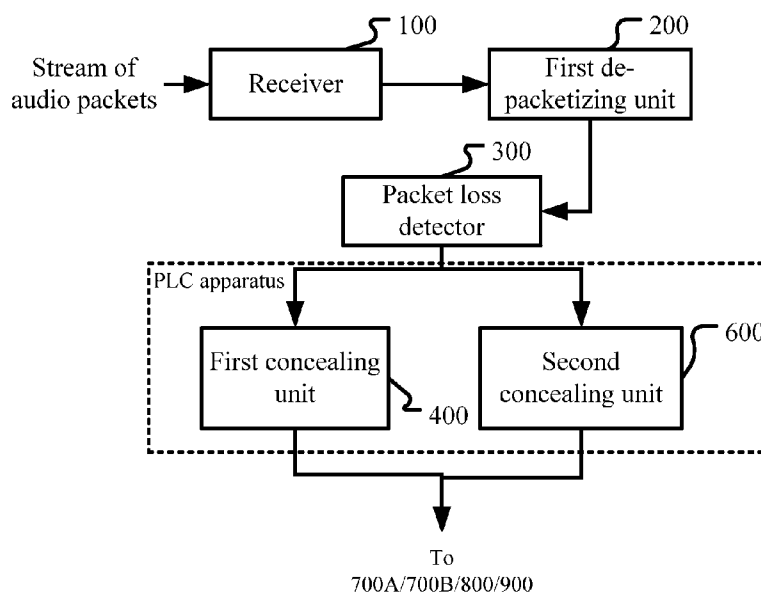 100
200
Stream of
audio packets
Receiver
First de-
packetizing unit
300
Packet loss
detector
PLC apparatus
600
First concealing
unit
Second
concealing unit
400
To
700A/700B/800/900